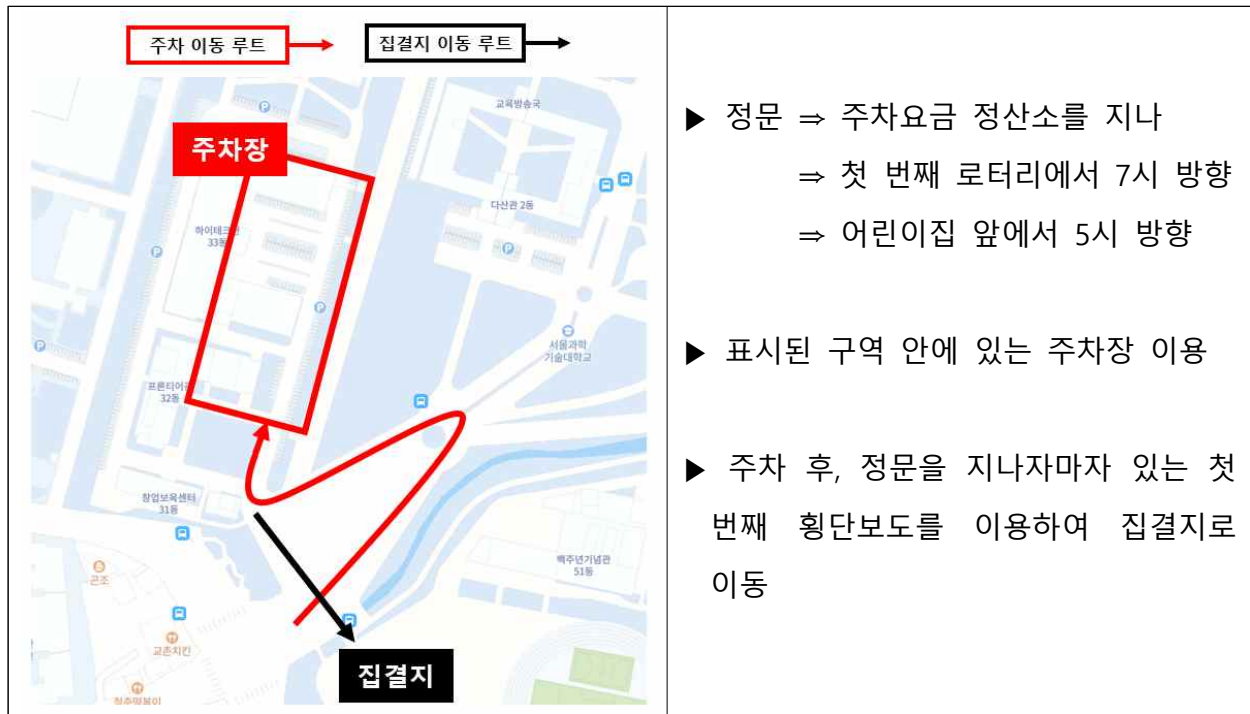 주차 이동 루트
집결지 이동 루트
교육방송국
주차장
다산관 2동
하이테크관
33동
서울과학
기술대학교
프론티어관
32동
창업보육센터
31동
백주년기념관
51동
곤조
교촌치킨
집결지
▶ 정문 ⇒ 주차요금 정산소를 지나
⇒ 첫 번째 로터리에서 7시 방향
⇒ 어린이집 앞에서 5시 방향
▶ 표시된 구역 안에 있는 주차장 이용
▶ 주차 후, 정문을 지나자마자 있는 첫
번째 횡단보도를 이용하여 집결지로
이동